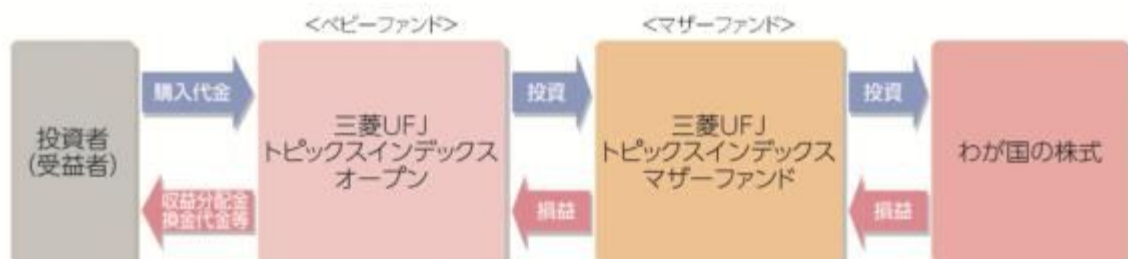 <ベビーファンド>
<マザーファンド>
投資者
(受益者)
購入代金
収益分配金
換金代金等
三菱UFJ
トピックスインデックス
オープン
投資
損益
三菱UFJ
トピックスインデックス
マザーファンド
投資
損益
わが国の株式